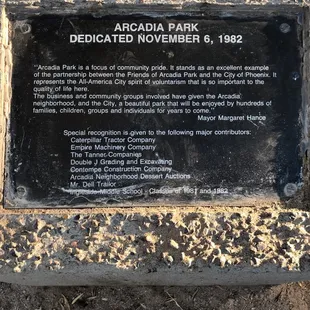 ARCADIA PARK
DEDICATED NOVEMBER 6, 1982
"Arcadia Park is a focus of community pride. It stands as an excellent example
of the partnership between the Friends of Arcadia Park and the City of Phoenix. It
represents the All-America City spirit of voluntarism that is so important to the
quality of life here.
The business and community groups involved have given the Arcadia
neighborhood, and the City, a beautiful park that will be enjoyed by hundreds of
families, children, groups and individuals for years to come."
Mayor Margaret Hance
Special recognition is given to the following major contributors:
Caterpillar Tractor Company
Empire Machinery Company
The Tanner Companies
Double J Grading and Excavating
Contempo Construction Company
Arcadia Neighborhood Dessert Auctions
Mr. Dell Trailor
Ingleside Middle School - Classes of 1981 and 1982